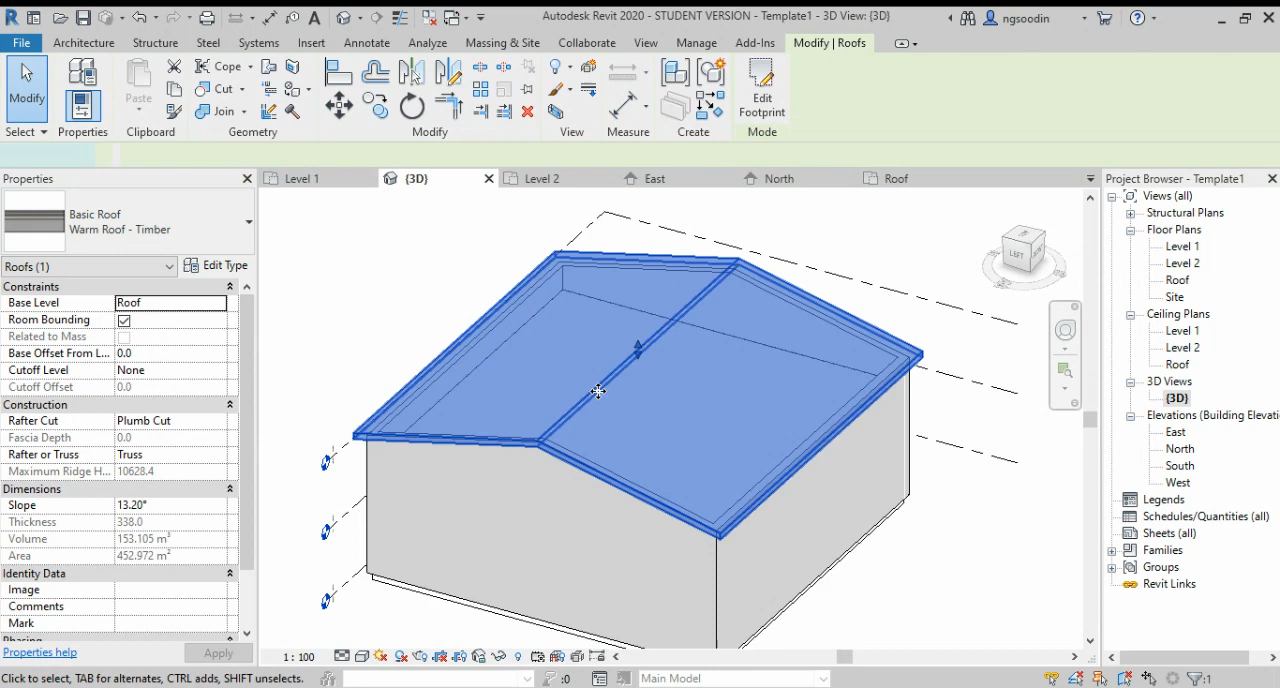 Autodesk Revit 2020 - STUDENT VERSION - Template1 - 3D View: {3D}
ngsoodin
File Architecture Structure Steel Systems Insert Annotate Analyze Massing & Site Collaborate View Manage Add-Ins Modify | Roofs
Modify
Paste
Cope
Cut
Join
Edit
Footprint
Select Properties Clipboard Geometry Modify View Measure Create Mode
Properties
Level 1 {3D} Level 2 East North Roof
Project Browser - Template1
Basic Roof
Warm Roof - Timber
Roofs (1) Edit Type
Constraints
Base Level Roof
Room Bounding
Related to Mass
Base Offset From L... 0.0
Cutoff Level None
Cutoff Offset 0.0
Construction
Rafter Cut Plumb Cut
Fascia Depth 0.0
Rafter or Truss Truss
Maximum Ridge H... 10628.4
Dimensions
Slope 13.20°
Thickness 338.0
Volume 153.105 m³
Area 452.972 m²
Identity Data
Image
Comments
Mark
Phasing
Properties help Apply
LEFT
Views (all)
Structural Plans
Floor Plans
Level 1
Level 2
Roof
Site
Ceiling Plans
Level 1
Level 2
Roof
3D Views
{3D}
Elevations (Building Elevati
East
North
South
West
Legends
Schedules/Quantities (all)
Sheets (all)
Families
Groups
Revit Links
1 : 100
Click to select, TAB for alternates, CTRL adds, SHIFT unselects. :0 Main Model :1